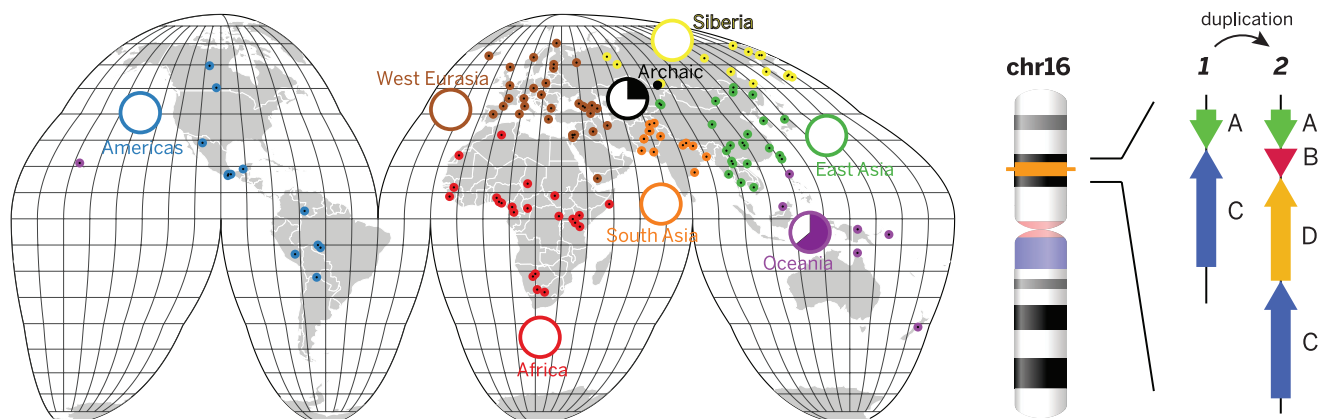 Siberia
West Eurasia
Archaic
Americas
East Asia
South Asia
Oceania
Africa
duplication
chr16
1
2
A
C
A
B
D
C